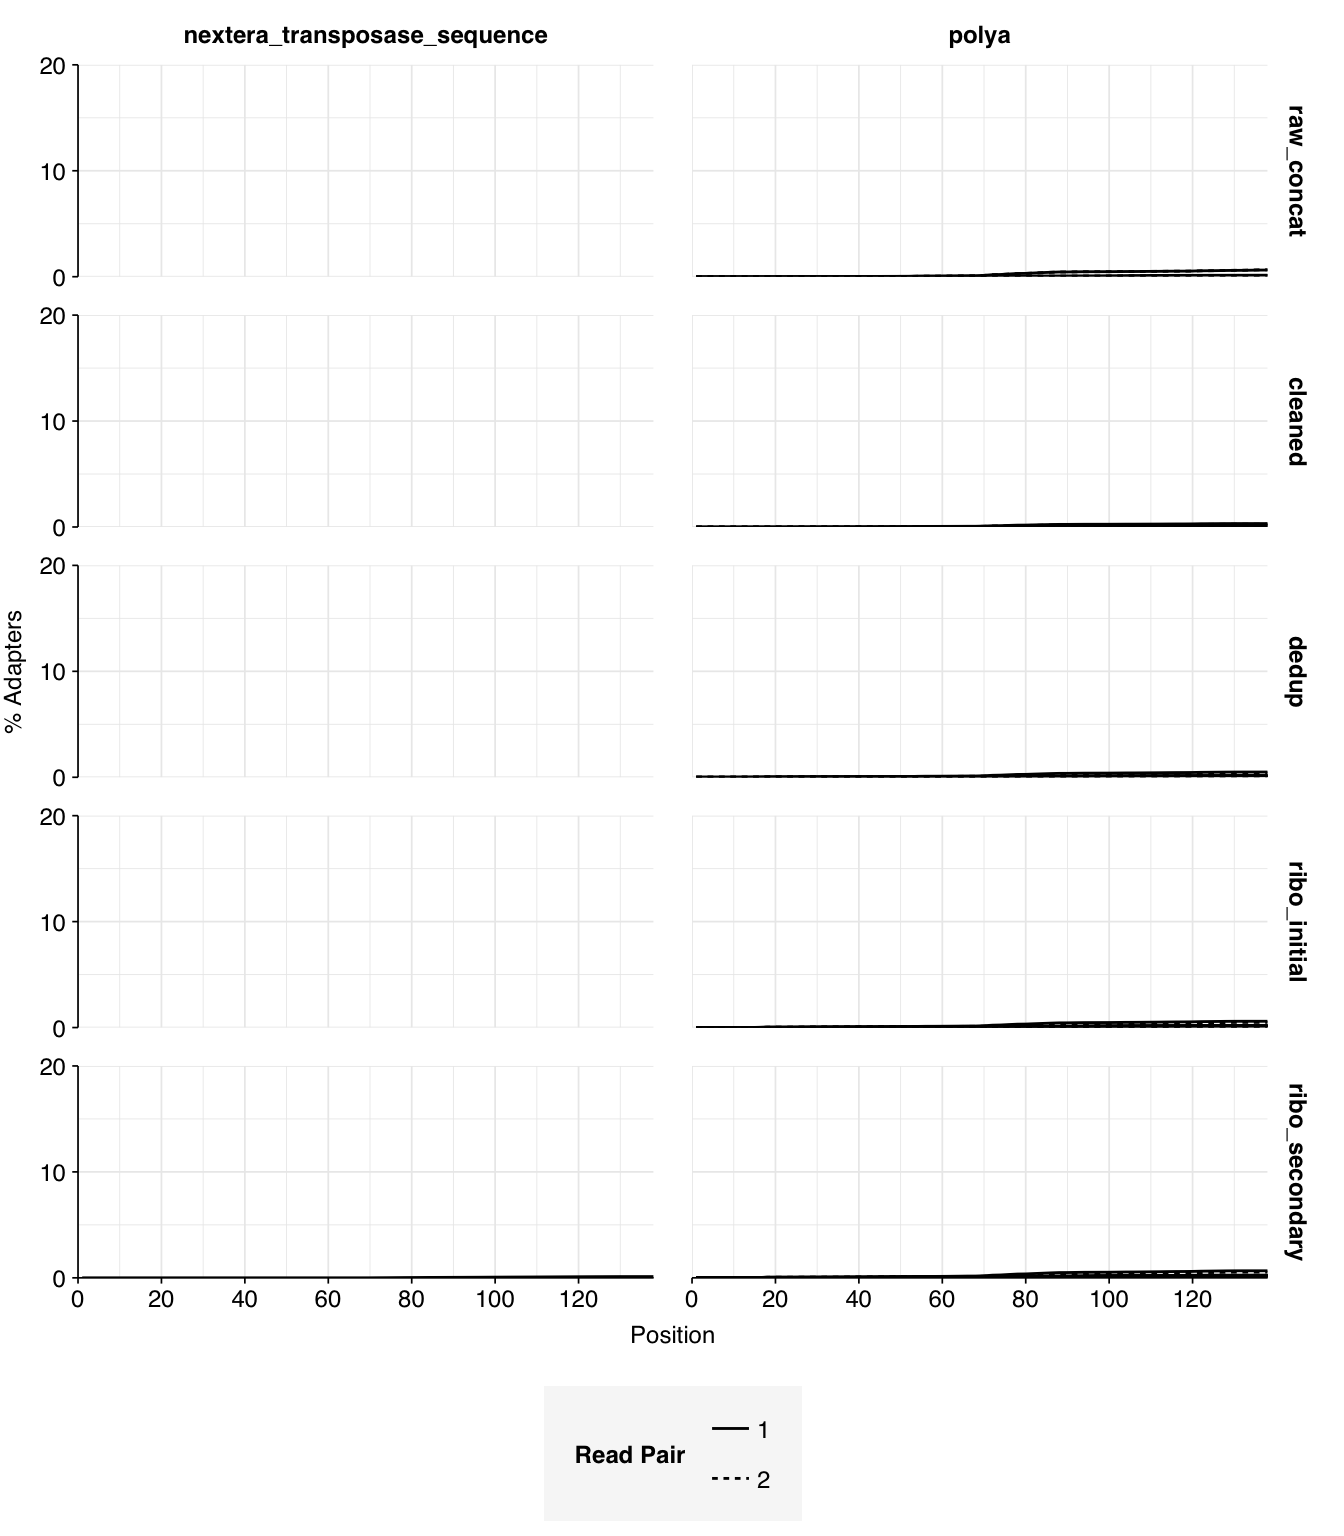 nextera_transposase_sequence polya
20
10
0
raw_concat
20
10
0
cleaned
% Adapters
20
10
0
dedup
20
10
0
ribo_initial
20
10
0
ribo_secondary
0 20 40 60 80 100 120 0 20 40 60 80 100 120
Position
Read Pair
1
2